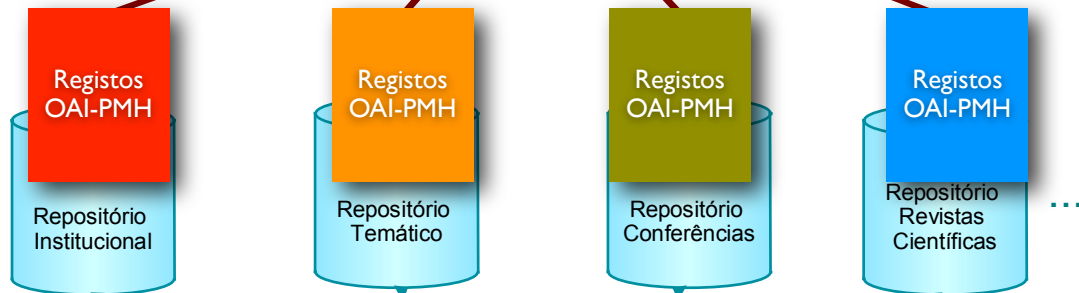 Registos
OAI-PMH
Repositório
Institucional
Registos
OAI-PMH
Repositório
Temático
Registos
OAI-PMH
Repositório
Conferências
Registos
OAI-PMH
Repositório
Revistas
Científicas
...